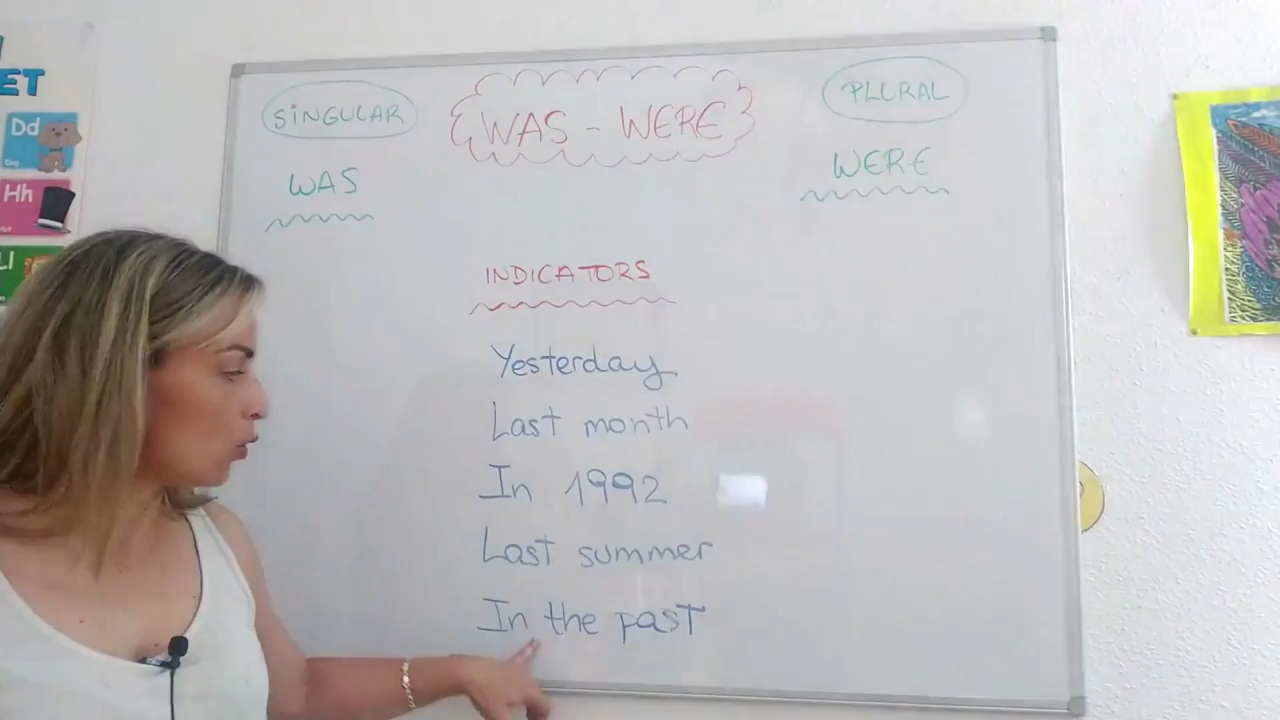 ET
Dd
Dog
Hh
SINGULAR
WAS - WERE
PLURAL
WAS
WERE
INDICATORS
Yesterday
Last month
In 1992
Last summer
In the past